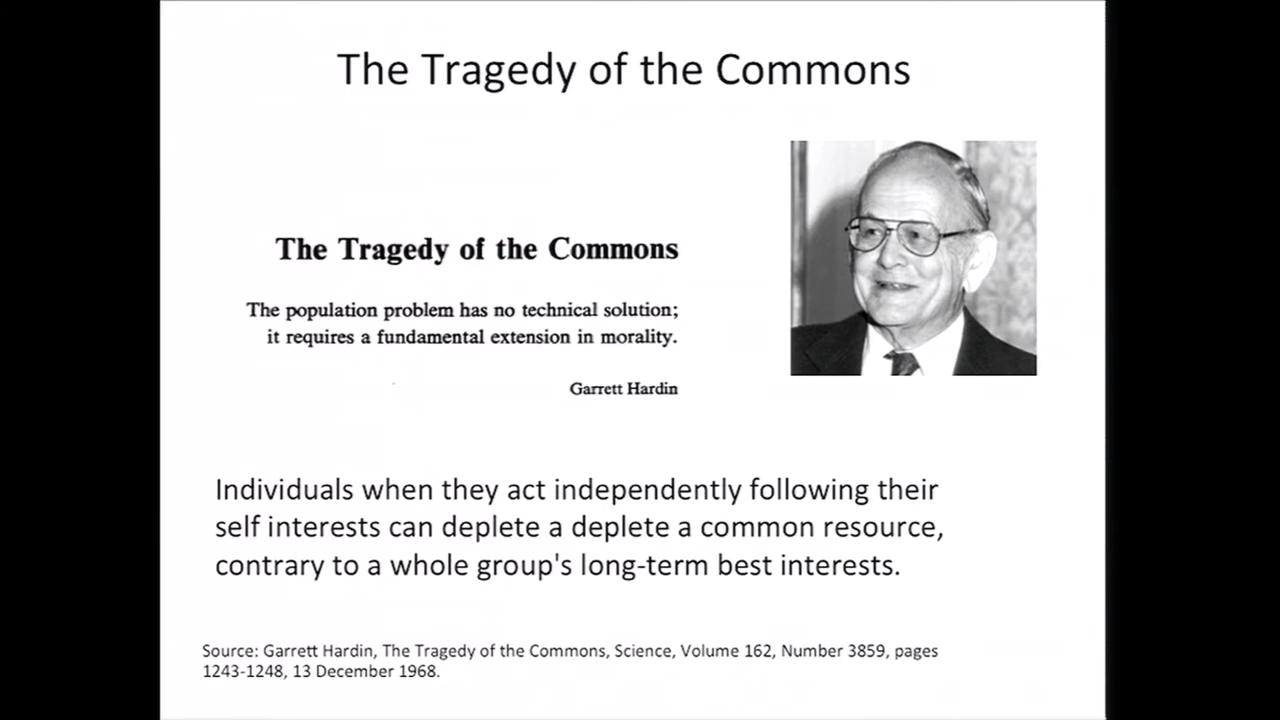 The Tragedy of the Commons
The Tragedy of the Commons
The population problem has no technical solution;
it requires a fundamental extension in morality.
Garrett Hardin
Individuals when they act independently following their
self interests can deplete a deplete a common resource,
contrary to a whole group's long-term best interests.
Source: Garrett Hardin, The Tragedy of the Commons, Science, Volume 162, Number 3859, pages
1243-1248, 13 December 1968.